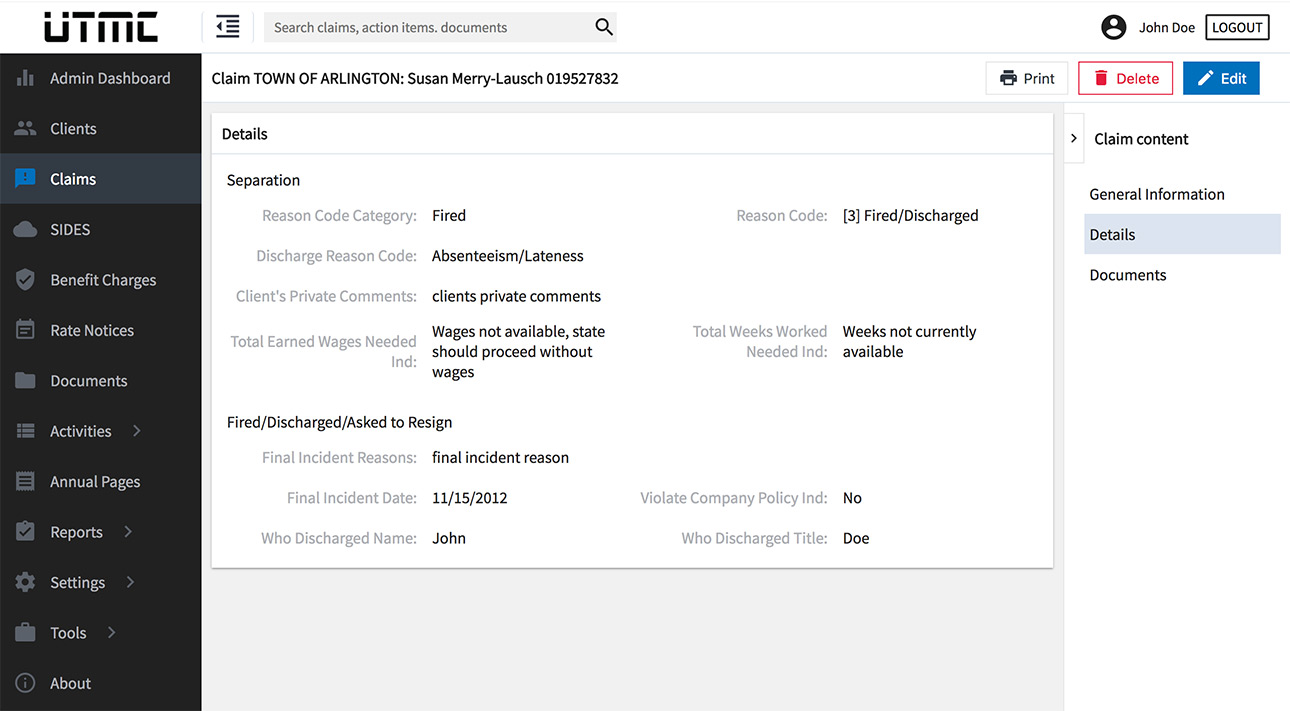 UTMC
Search claims, action items. documents
John Doe
LOGOUT
Admin Dashboard
Clients
Claims
SIDES
Benefit Charges
Rate Notices
Documents
Activities
Annual Pages
Reports
Settings
Tools
About
Claim TOWN OF ARLINGTON: Susan Merry-Lausch 019527832
Print
Delete
Edit
Details
Separation
Reason Code Category: Fired
Reason Code: [3] Fired/Discharged
Discharge Reason Code: Absenteeism/Lateness
Client's Private Comments: clients private comments
Total Earned Wages Needed
Ind:
Wages not available, state
should proceed without
wages
Total Weeks Worked
Needed Ind:
Weeks not currently
available
Fired/Discharged/Asked to Resign
Final Incident Reasons: final incident reason
Final Incident Date: 11/15/2012
Violate Company Policy Ind: No
Who Discharged Name: John
Who Discharged Title: Doe
Claim content
General Information
Details
Documents